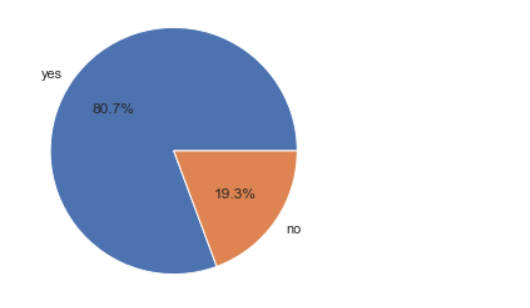 yes
80.7%
19.3%
no